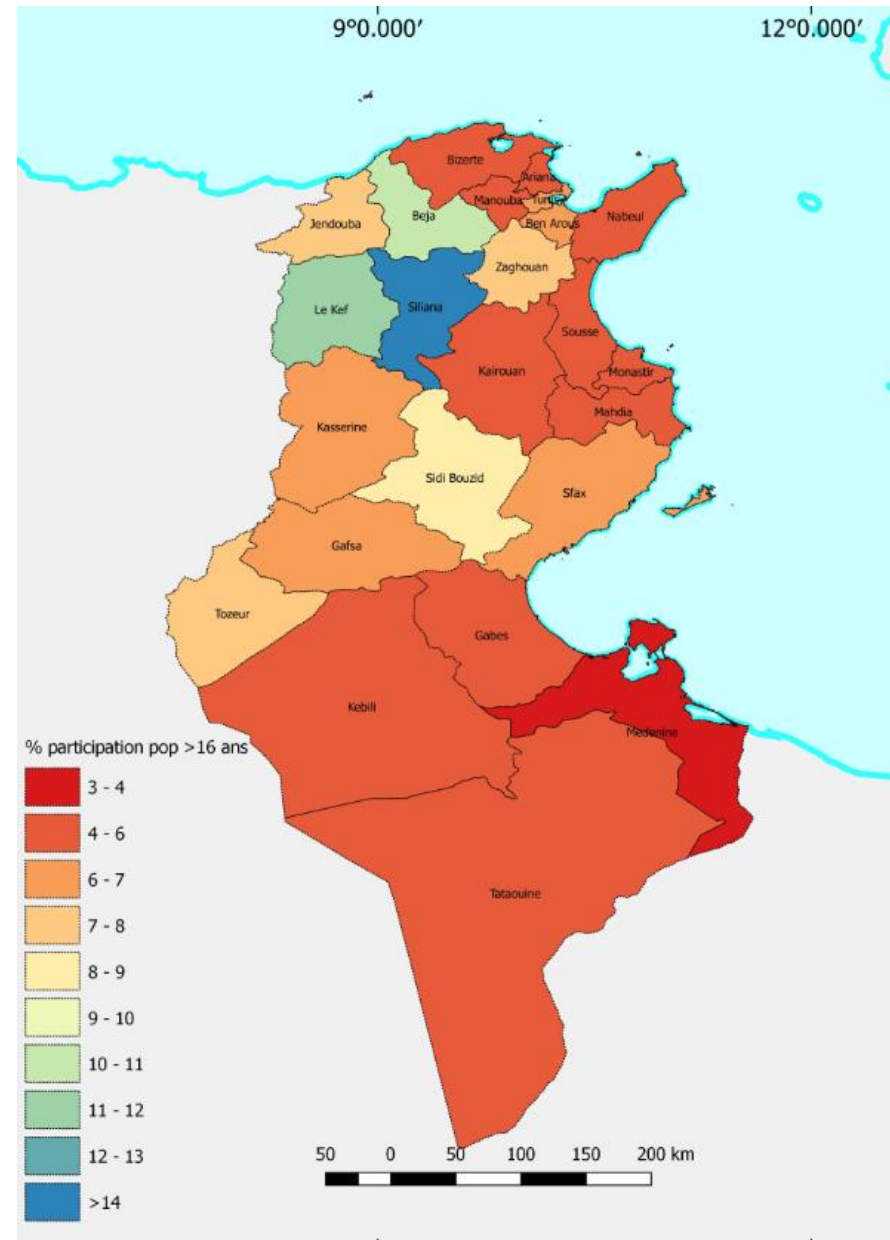 9°0.000′ 12°0.000′
Bizerte
Ariana
Manouba
Tunis
Beja
Jendouba
Ben Arous
Nabeul
Zaghouan
Le Kef
Siliana
Sousse
Kairouan
Monastir
Mahdia
Kasserine
Sidi Bouzid
Sfax
Gafsa
Tozeur
Gabes
Kebili
Medenine
Tataouine
% participation pop >16 ans
3 - 4
4 - 6
6 - 7
7 - 8
8 - 9
9 - 10
10 - 11
11 - 12
12 - 13
>14
50 0 50 100 150 200 km